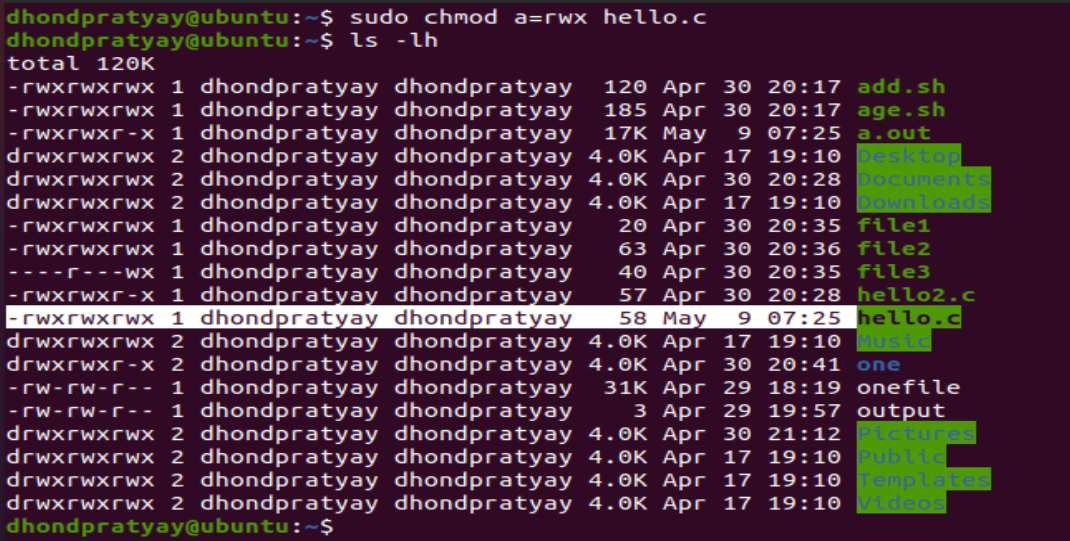 dhondpratyay@ubuntu:~$ sudo chmod a=rwx hello.c
dhondpratyay@ubuntu:~$ ls -lh
total 120K
-rwxrwxrwx 1 dhondpratyay dhondpratyay  120 Apr 30 20:17 add.sh
-rwxrwxrwx 1 dhondpratyay dhondpratyay  185 Apr 30 20:17 age.sh
-rwxrwxr-x 1 dhondpratyay dhondpratyay  17K May  9 07:25 a.out
drwxrwxrwx 2 dhondpratyay dhondpratyay 4.0K Apr 17 19:10 Desktop
drwxrwxrwx 2 dhondpratyay dhondpratyay 4.0K Apr 30 20:28 Documents
drwxrwxrwx 2 dhondpratyay dhondpratyay 4.0K Apr 17 19:10 Downloads
-rwxrwxrwx 1 dhondpratyay dhondpratyay   20 Apr 30 20:35 file1
-rwxrwxrwx 1 dhondpratyay dhondpratyay   63 Apr 30 20:36 file2
----r---wx 1 dhondpratyay dhondpratyay   40 Apr 30 20:35 file3
-rwxrwxr-x 1 dhondpratyay dhondpratyay   57 Apr 30 20:28 hello2.c
-rwxrwxrwx 1 dhondpratyay dhondpratyay   58 May  9 07:25 hello.c
drwxrwxrwx 2 dhondpratyay dhondpratyay 4.0K Apr 17 19:10 Music
drwxrwxr-x 2 dhondpratyay dhondpratyay 4.0K Apr 30 20:41 one
-rw-rw-r-- 1 dhondpratyay dhondpratyay  31K Apr 29 18:19 onefile
-rw-rw-r-- 1 dhondpratyay dhondpratyay    3 Apr 29 19:57 output
drwxrwxrwx 2 dhondpratyay dhondpratyay 4.0K Apr 30 21:12 Pictures
drwxrwxrwx 2 dhondpratyay dhondpratyay 4.0K Apr 17 19:10 Public
drwxrwxrwx 2 dhondpratyay dhondpratyay 4.0K Apr 17 19:10 Templates
drwxrwxrwx 2 dhondpratyay dhondpratyay 4.0K Apr 17 19:10 Videos
dhondpratyay@ubuntu:~$